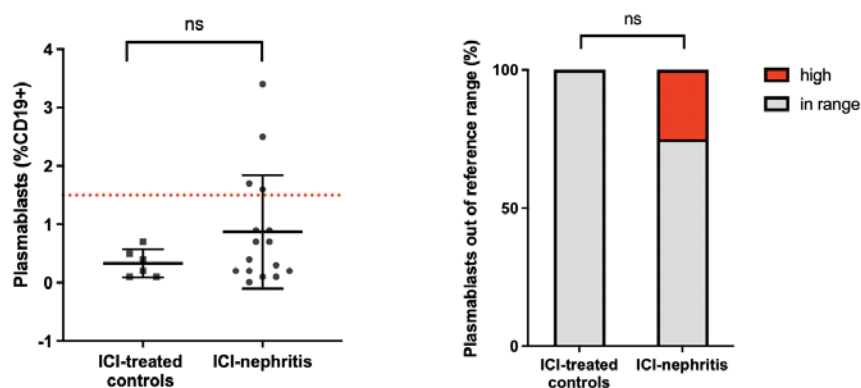 ns
Plasmablasts (%CD19+)
4
3
2
1
0
-1
ICI-treated
controls
ICI-nephritis
ns
Plasmablasts out of reference range (%)
100
50
0
ICI-treated
controls
ICI-nephritis
high
in range